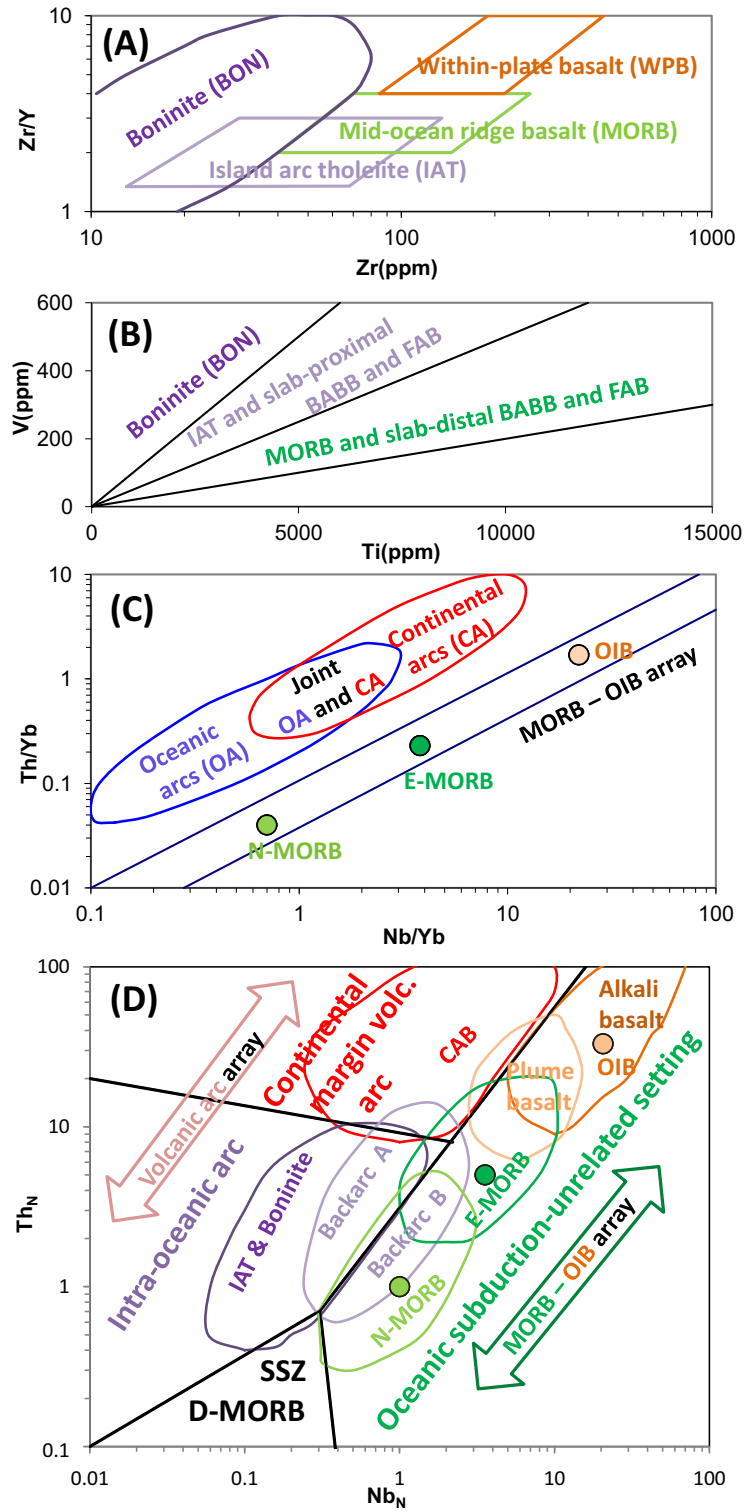 (A)
Zr/Y
10
1
Boninite (BON)
Within-plate basalt (WPB)
Mid-ocean ridge basalt (MORB)
Island arc tholelite (IAT)
10
100
1000
Zr(ppm)
(B)
V(ppm)
600
400
200
0
Boninite (BON)
IAT and slab-proximal
BABB and FAB
MORB and slab-distal BABB and FAB
0
5000
10000
15000
Ti(ppm)
(C)
Th/Yb
10
1
0.1
0.01
Continental
arcs (CA)
Joint
OA and CA
Oceanic
arcs (OA)
OIB
MORB – OIB array
E-MORB
N-MORB
0.1
1
10
100
Nb/Yb
(D)
ThN
100
10
1
0.1
Volcanic arc array
Continental
margin volc.
arc
CAB
Alkali
basalt
OIB
Plume
basalt
Intra-oceanic arc
IAT & Boninite
Backarc A
Backarc B
E-MORB
N-MORB
Oceanic subduction-unrelated setting
MORB – OIB array
SSZ
D-MORB
0.01
0.1
1
10
100
NbN